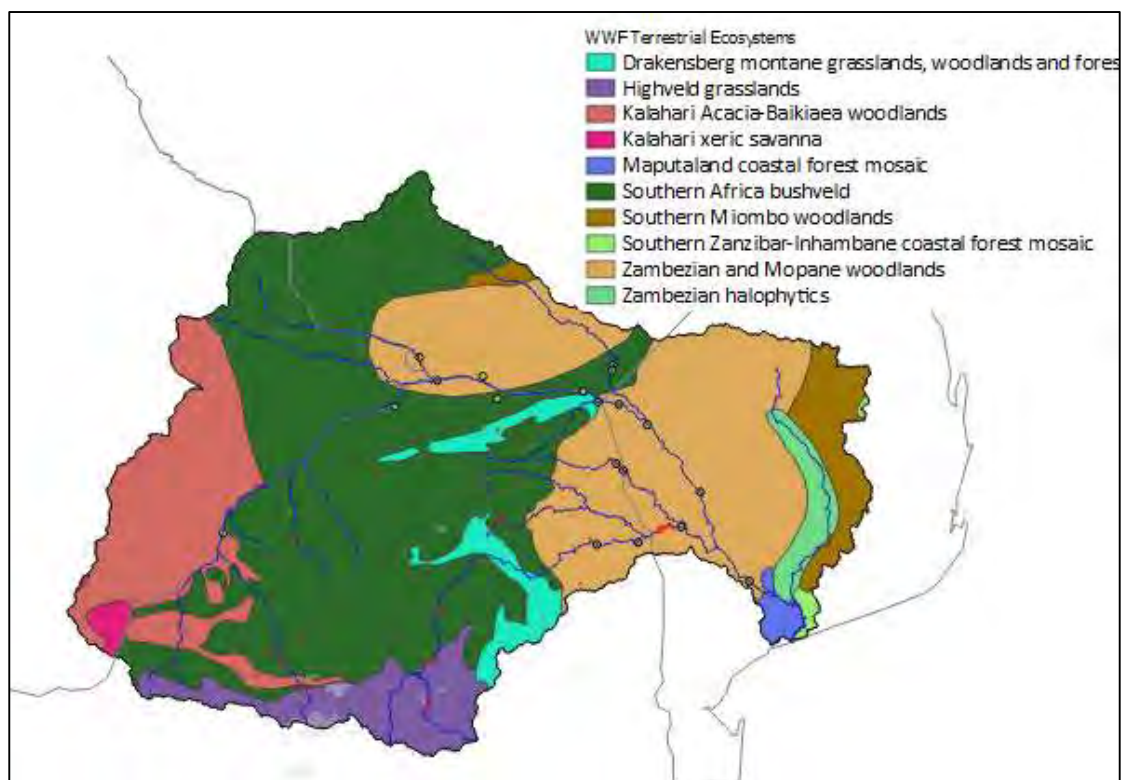 WWF Terrestrial Ecosystems
Drakensberg montane grasslands, woodlands and fores
Highveld grasslands
Kalahari Acacia-Baikiaea woodlands
Kalahari xeric savanna
Maputaland coastal forest mosaic
Southern Africa bushveld
Southern Miombo woodlands
Southern Zanzibar-Inhambane coastal forest mosaic
Zambezian and Mopane woodlands
Zambezian halophytics